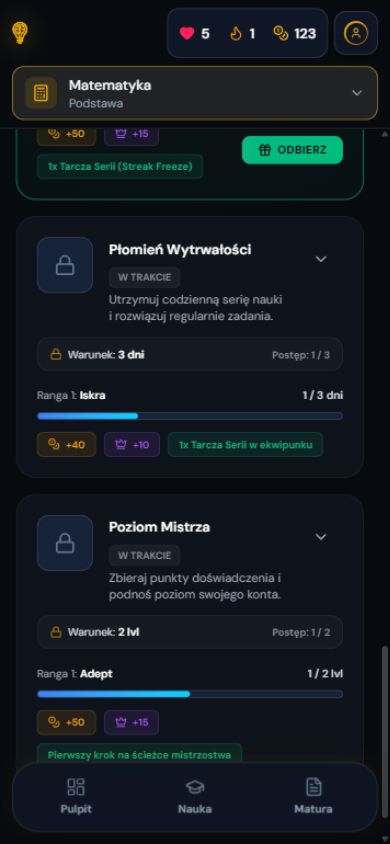 5 1 123
Matematyka
Podstawa
+50 +15
ODBIERZ
1x Tarcza Serii (Streak Freeze)
Płomień Wytrwałości
W TRAKCIE
Utrzymuj codzienną serię nauki
i rozwiązuj regularnie zadania.
Warunek: 3 dni Postęp: 1 / 3
Ranga 1: Iskra 1 / 3 dni
+40 +10 1x Tarcza Serii w ekwipunku
Poziom Mistrza
W TRAKCIE
Zbieraj punkty doświadczenia i
podnoś poziom swojego konta.
Warunek: 2 lvl Postęp: 1 / 2
Ranga 1: Adept 1 / 2 lvl
+50 +15
Pierwszy krok na ścieżce mistrzostwa
Pulpit Nauka Matura